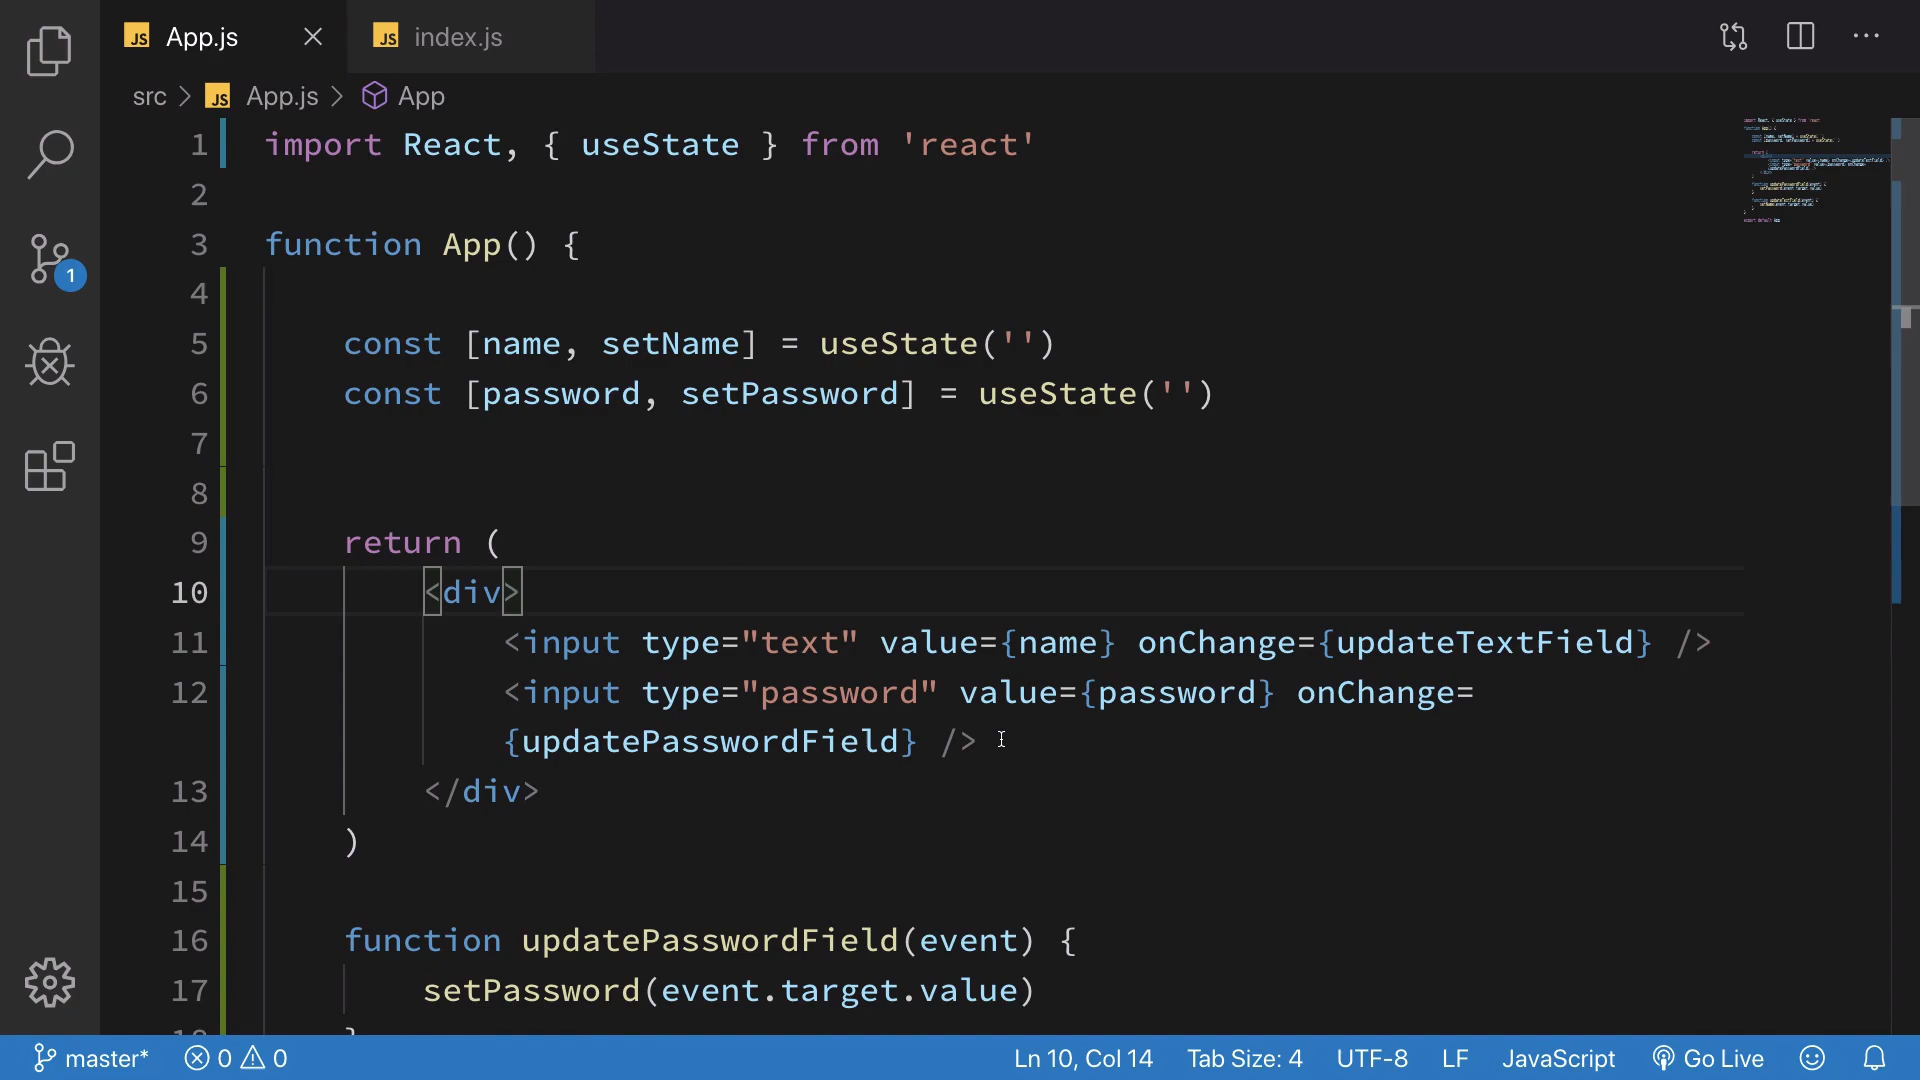 JS App.js
JS index.js
src > JS App.js > App
1 import React, { useState } from 'react'
2
3 function App() {
4
5 const [name, setName] = useState('')
6 const [password, setPassword] = useState('')
7
8
9 return (
10 <div>
11 <input type="text" value={name} onChange={updateTextField} />
12 <input type="password" value={password} onChange=
{updatePasswordField} />
13 </div>
14 )
15
16 function updatePasswordField(event) {
17 setPassword(event.target.value)
18 }
1
master* 0 0 Ln 10, Col 14 Tab Size: 4 UTF-8 LF JavaScript Go Live